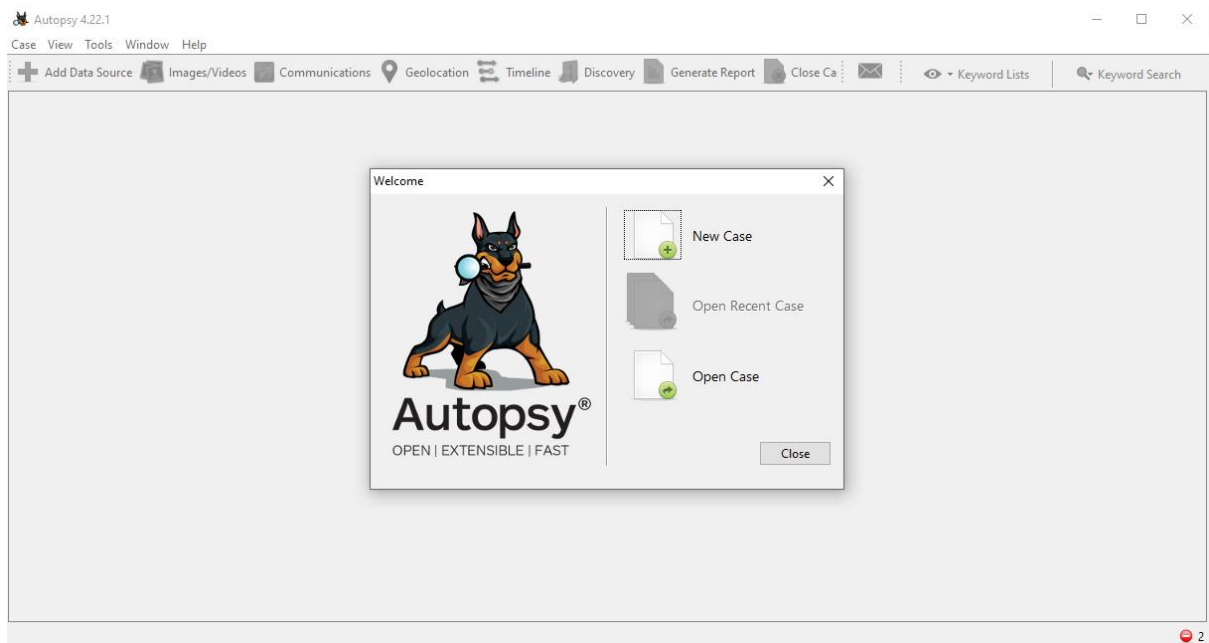 Autopsy 4.22.1
Case View Tools Window Help
Add Data Source Images/Videos Communications Geolocation Timeline Discovery Generate Report Close Ca Keyword Lists Keyword Search
Welcome
New Case
Open Recent Case
Open Case
Autopsy®
OPEN | EXTENSIBLE | FAST
Close
2